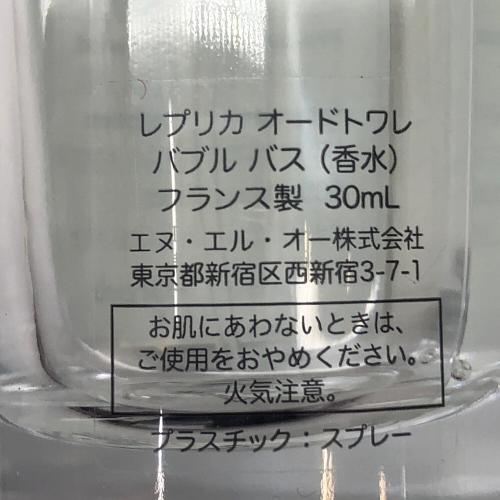 レプリカ オードトワレ
バブル バス（香水）
フランス製 30mL
エヌ・エル・オー株式会社
東京都新宿区西新宿3-7-1
お肌にあわないときは、
ご使用をおやめください。
火気注意。
プラスチック：スプレー